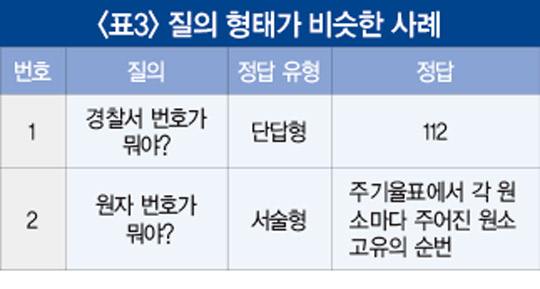 〈표3〉 질의 형태가 비슷한 사례
번호 질의 정답 유형 정답
1 경찰서 번호가 뭐야? 단답형 112
2 원자 번호가 뭐야? 서술형 주기율표에서 각 원
소마다 주어진 원소
고유의 순번